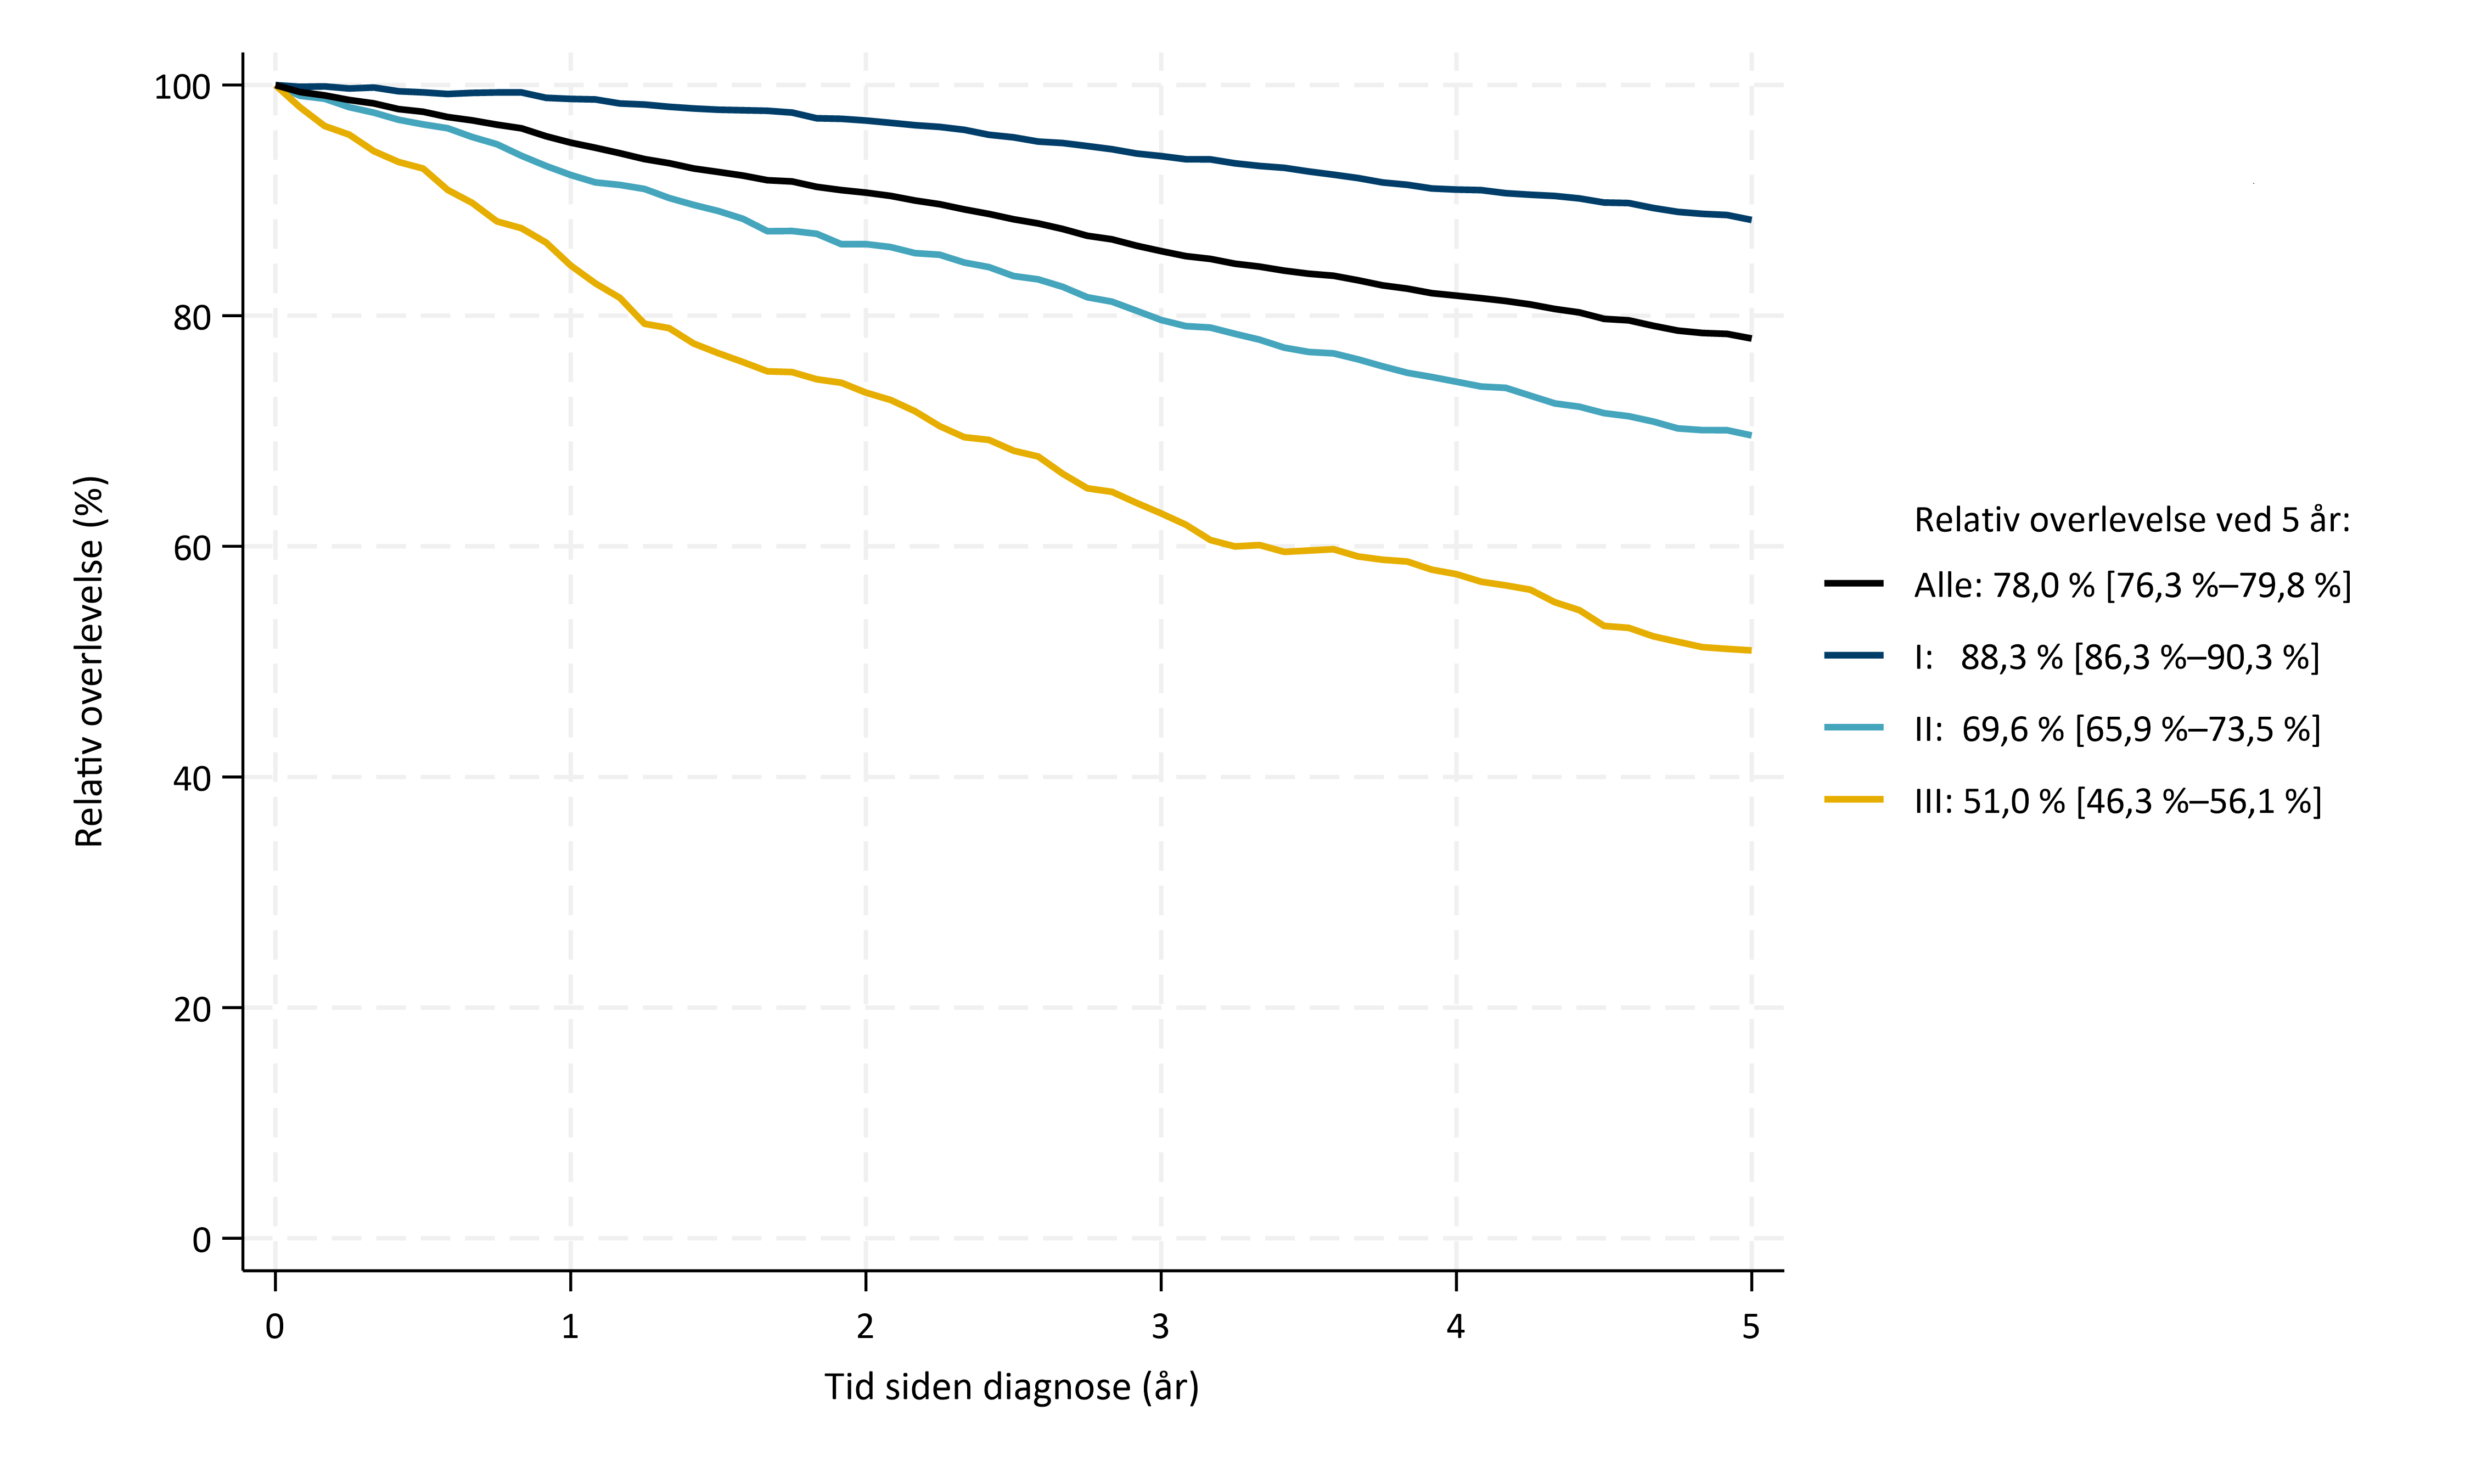 Relativ overlevelse (%)
100
80
60
40
20
0
0 1 2 3 4 5
Tid siden diagnose (år)
Relativ overlevelse ved 5 år:
Alle: 78,0 % [76,3 %–79,8 %]
I: 88,3 % [86,3 %–90,3 %]
II: 69,6 % [65,9 %–73,5 %]
III: 51,0 % [46,3 %–56,1 %]